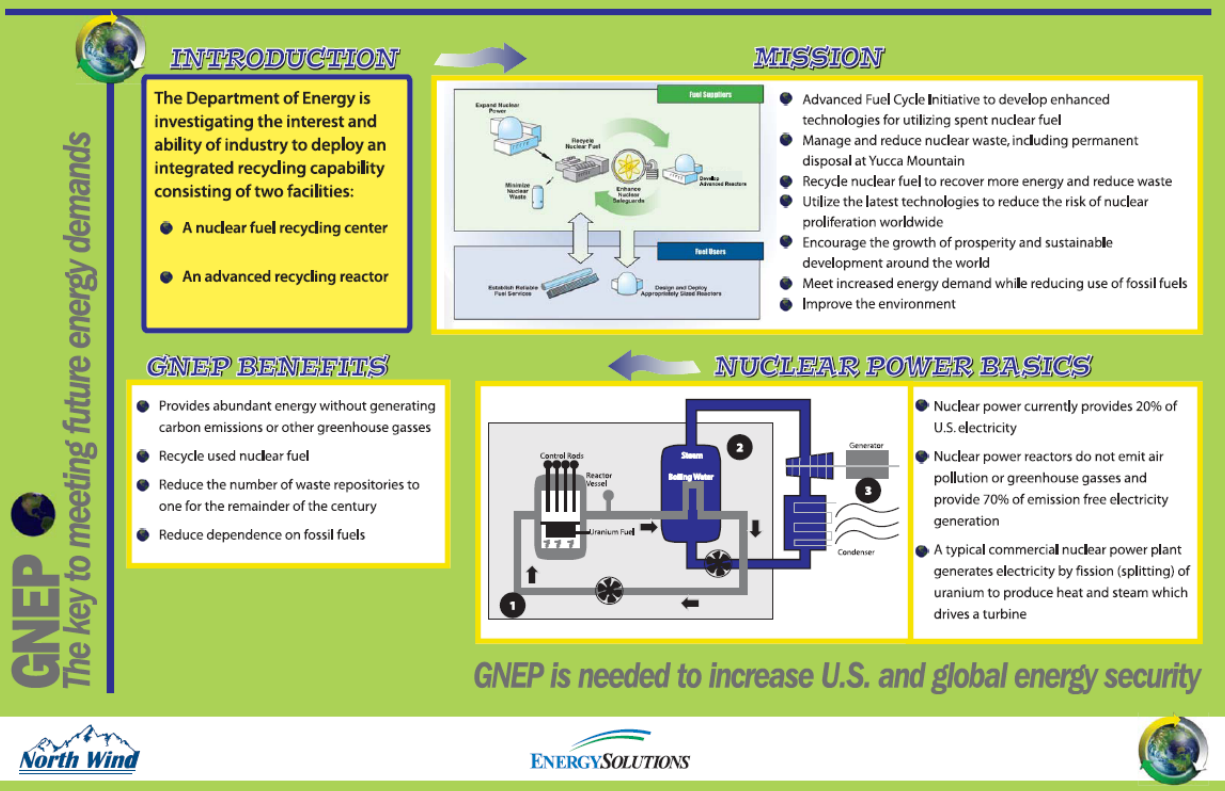 GNEP
The key to meeting future energy demands
INTRODUCTION
The Department of Energy is
investigating the interest and
ability of industry to deploy an
integrated recycling capability
consisting of two facilities:
A nuclear fuel recycling center
An advanced recycling reactor
MISSION
Fuel Suppliers
Expand Nuclear
Power
Recycle
Nuclear Fuel
Minimize
Nuclear
Waste
Enhance
Nuclear
Safeguards
Develop
Advanced Reactors
Fuel Users
Establish Reliable
Fuel Services
Design and Deploy
Appropriately Sized Reactors
Advanced Fuel Cycle Initiative to develop enhanced
technologies for utilizing spent nuclear fuel
Manage and reduce nuclear waste, including permanent
disposal at Yucca Mountain
Recycle nuclear fuel to recover more energy and reduce waste
Utilize the latest technologies to reduce the risk of nuclear
proliferation worldwide
Encourage the growth of prosperity and sustainable
development around the world
Meet increased energy demand while reducing use of fossil fuels
Improve the environment
GNEP BENEFITS
Provides abundant energy without generating
carbon emissions or other greenhouse gasses
Recycle used nuclear fuel
Reduce the number of waste repositories to
one for the remainder of the century
Reduce dependence on fossil fuels
NUCLEAR POWER BASICS
Control Rods
Reactor
Vessel
Uranium Fuel
Steam
Boiling Water
Generator
Condenser
1
2
3
Nuclear power currently provides 20% of
U.S. electricity
Nuclear power reactors do not emit air
pollution or greenhouse gasses and
provide 70% of emission free electricity
generation
A typical commercial nuclear power plant
generates electricity by fission (splitting) of
uranium to produce heat and steam which
drives a turbine
GNEP is needed to increase U.S. and global energy security
North Wind
ENERGYSOLUTIONS